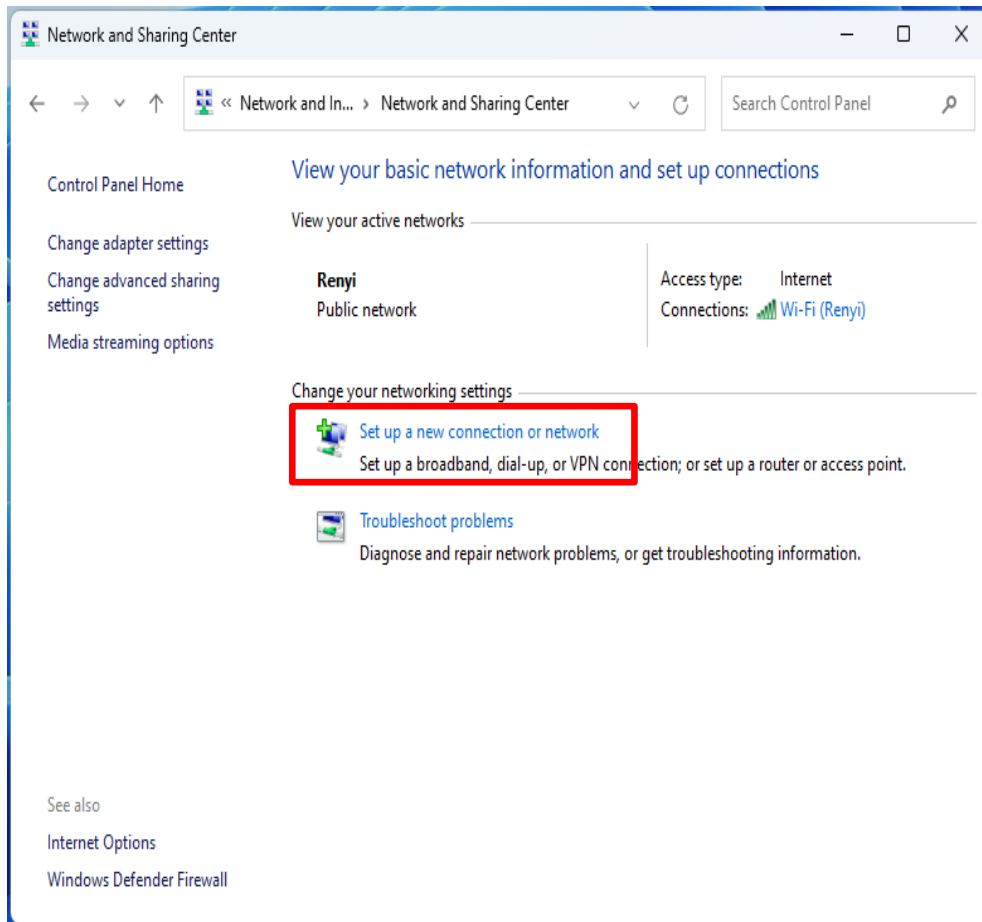 Network and Sharing Center
« Network and In... › Network and Sharing Center
Search Control Panel
Control Panel Home
Change adapter settings
Change advanced sharing
settings
Media streaming options
View your basic network information and set up connections
View your active networks
Renyi
Public network
Access type: Internet
Connections: Wi-Fi (Renyi)
Change your networking settings
Set up a new connection or network
Set up a broadband, dial-up, or VPN connection; or set up a router or access point.
Troubleshoot problems
Diagnose and repair network problems, or get troubleshooting information.
See also
Internet Options
Windows Defender Firewall